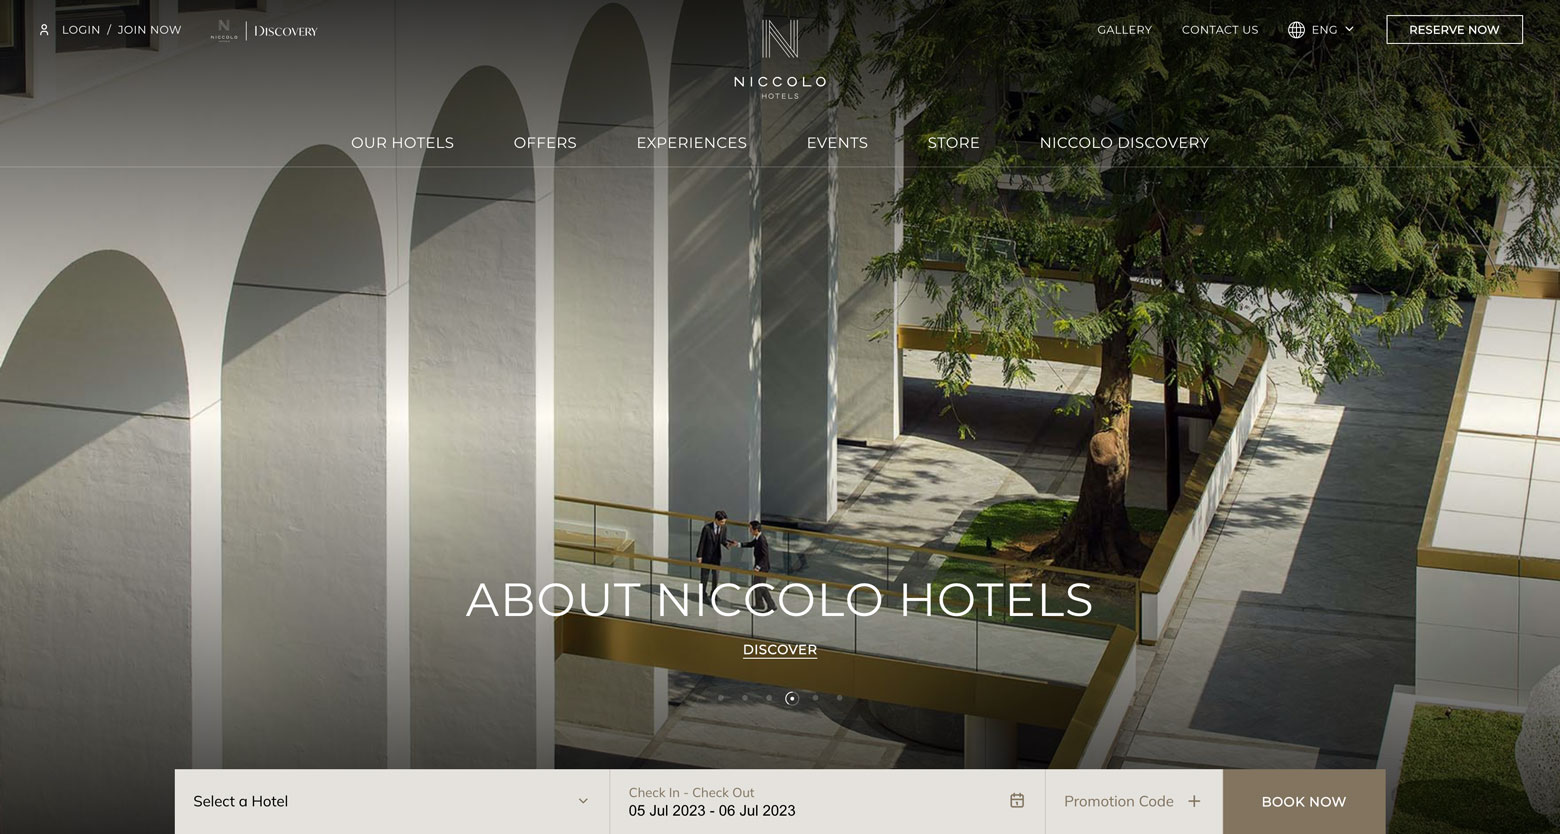 LOGIN / JOIN NOW
NICCOLO
DISCOVERY
N
NICCOLO
HOTELS
GALLERY
CONTACT US
ENG
RESERVE NOW
OUR HOTELS
OFFERS
EXPERIENCES
EVENTS
STORE
NICCOLO DISCOVERY
ABOUT NICCOLO HOTELS
DISCOVER
Select a Hotel
Check In - Check Out
05 Jul 2023 - 06 Jul 2023
Promotion Code +
BOOK NOW